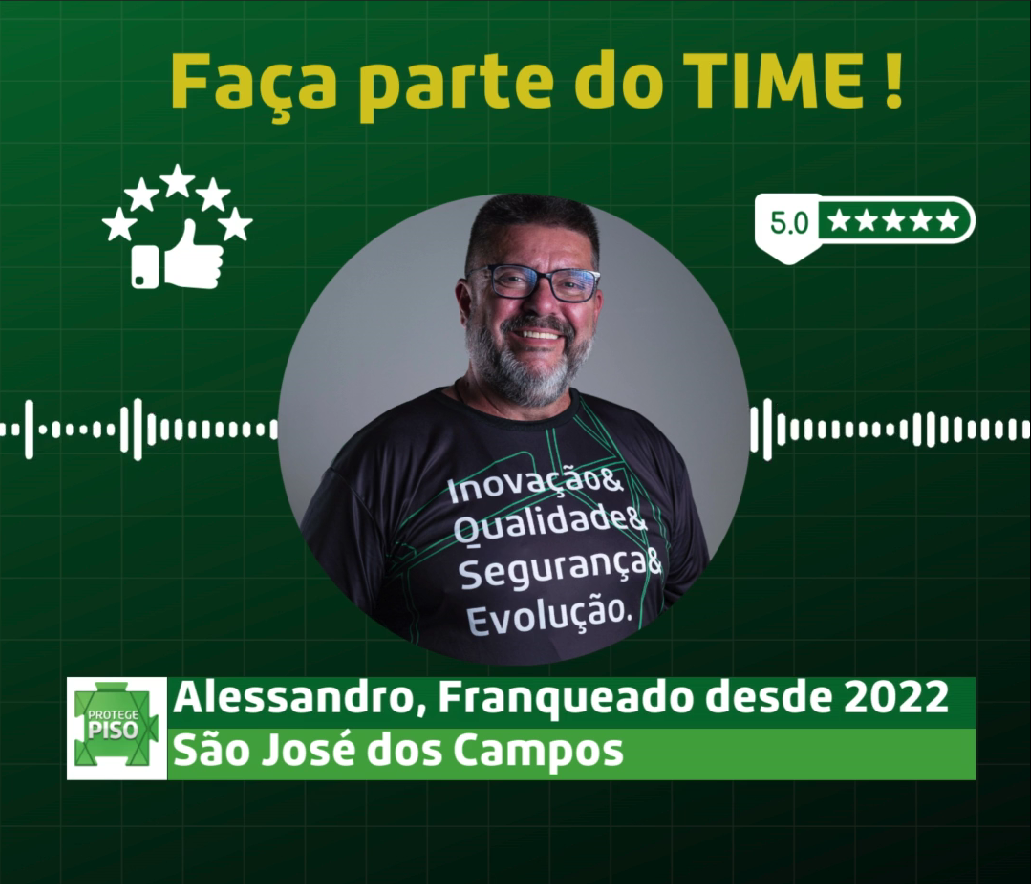 Faça parte do TIME !
5.0
Inovação&
Qualidade&
Segurança&
Evolução.
PROTEGE
PISO
Alessandro, Franqueado desde 2022
São José dos Campos